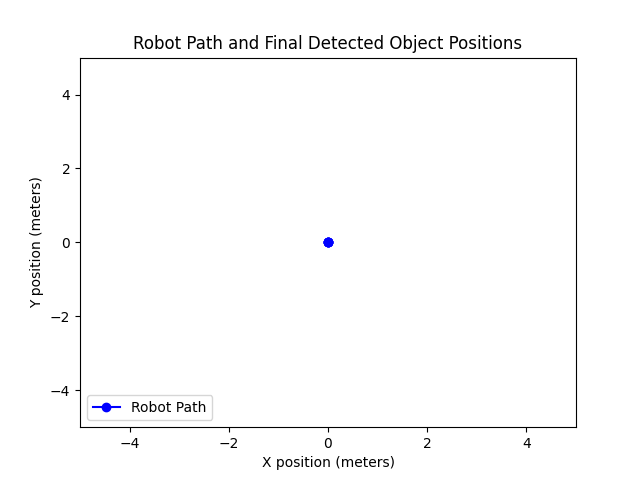 Robot Path and Final Detected Object Positions
Y position (meters)
4
2
0
−2
−4
Robot Path
−4 −2 0 2 4
X position (meters)